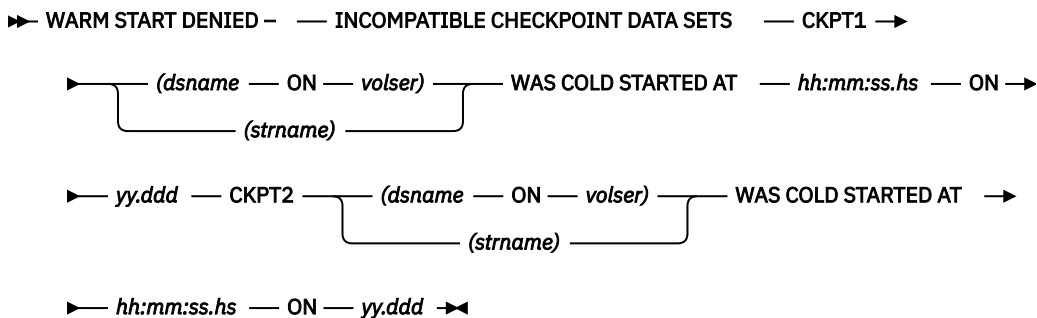 WARM START DENIED – INCOMPATIBLE CHECKPOINT DATA SETS CKPT1
(dsname ON volser) WAS COLD STARTED AT hh:mm:ss.hs ON
(strname)
yy.ddd CKPT2 (dsname ON volser) WAS COLD STARTED AT
(strname)
hh:mm:ss.hs ON yy.ddd